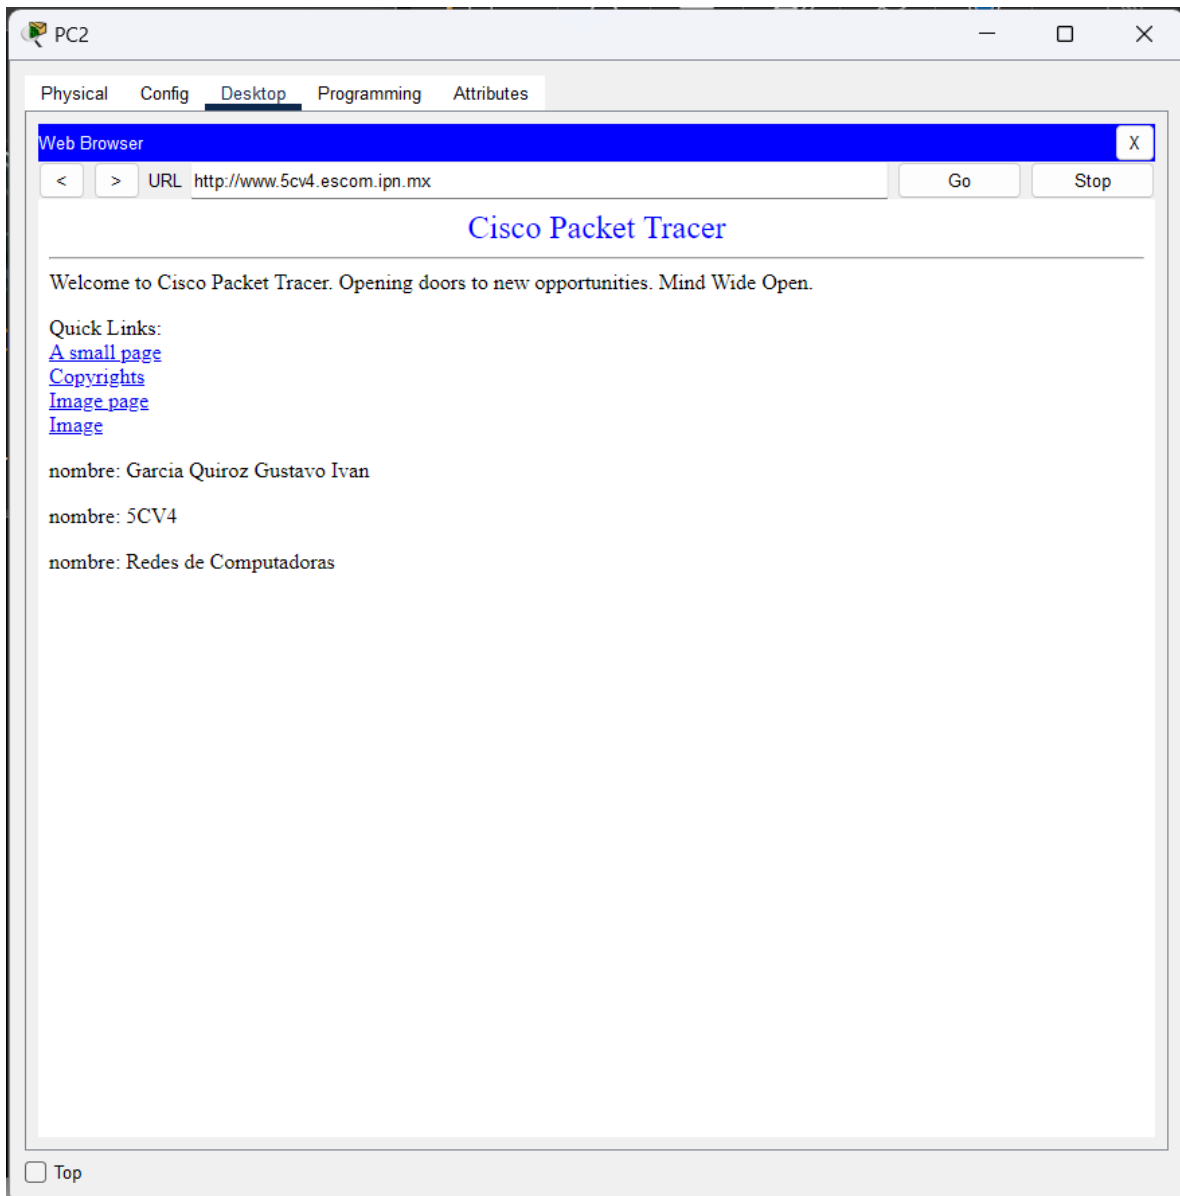 PC2
Physical Config Desktop Programming Attributes
Web Browser X
< > URL http://www.5cv4.escom.ipn.mx Go Stop
Cisco Packet Tracer
Welcome to Cisco Packet Tracer. Opening doors to new opportunities. Mind Wide Open.
Quick Links:
A small page
Copyrights
Image page
Image
nombre: Garcia Quiroz Gustavo Ivan
nombre: 5CV4
nombre: Redes de Computadoras
Top